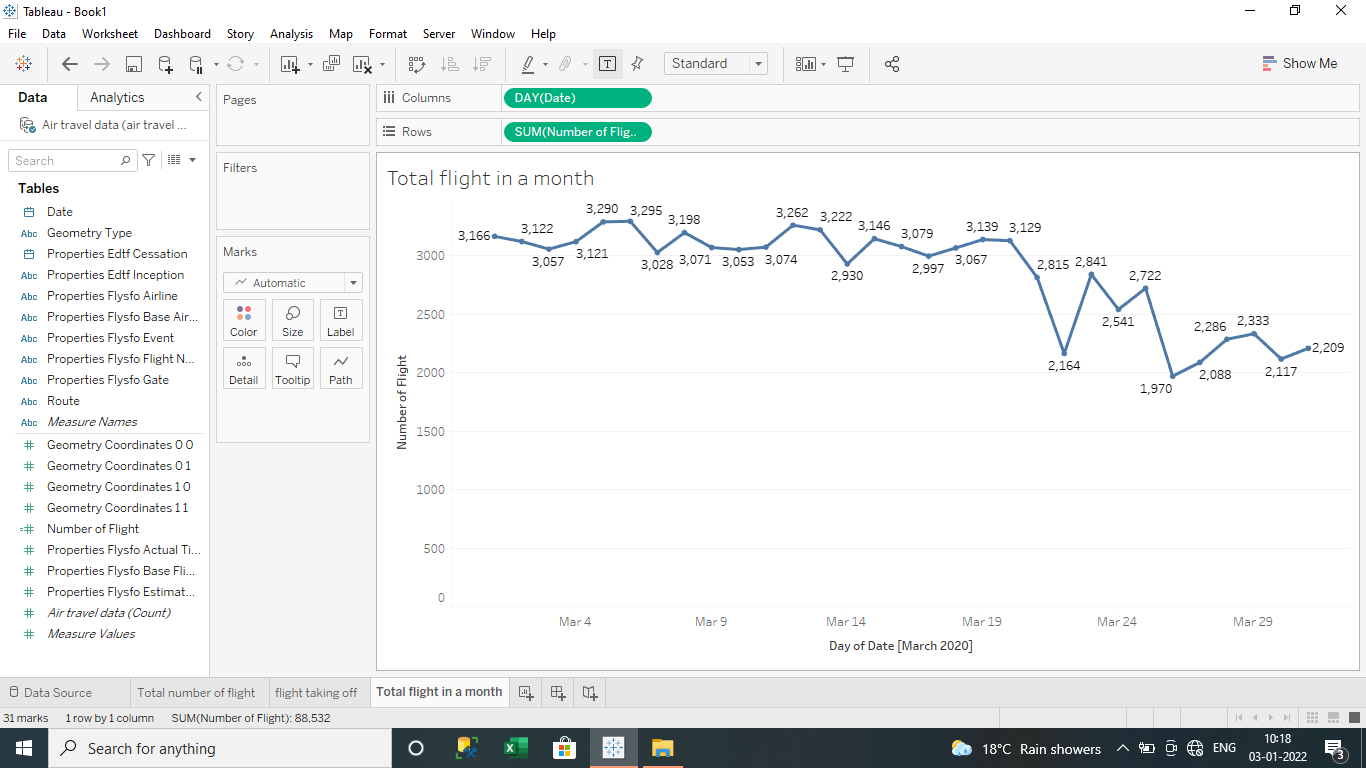 Tableau - Book1
File Data Worksheet Dashboard Story Analysis Map Format Server Window Help
Standard
Show Me
Data Analytics
Air travel data (air travel ...
Search
Tables
Date
Abc Geometry Type
Properties Edtf Cessation
Abc Properties Edtf Inception
Abc Properties Flysfo Airline
Abc Properties Flysfo Base Air...
Abc Properties Flysfo Event
Abc Properties Flysfo Flight N...
Abc Properties Flysfo Gate
Abc Route
Abc Measure Names
# Geometry Coordinates 0 0
# Geometry Coordinates 0 1
# Geometry Coordinates 1 0
# Geometry Coordinates 1 1
=# Number of Flight
# Properties Flysfo Actual Ti...
# Properties Flysfo Base Fli...
# Properties Flysfo Estimat...
# Air travel data (Count)
# Measure Values
Pages
Filters
Marks
Automatic
Color Size Label
Detail Tooltip Path
Columns DAY(Date)
Rows SUM(Number of Flig..
Total flight in a month
Number of Flight
3000
2500
2000
1500
1000
500
0
3,166
3,122
3,057
3,121
3,290
3,295
3,028
3,198
3,071
3,053
3,074
3,262
3,222
2,930
3,146
3,079
2,997
3,067
3,139
3,129
2,815
2,164
2,841
2,541
2,722
1,970
2,088
2,286
2,333
2,117
2,209
Mar 4 Mar 9 Mar 14 Mar 19 Mar 24 Mar 29
Day of Date [March 2020]
Data Source Total number of flight flight taking off Total flight in a month
31 marks 1 row by 1 column SUM(Number of Flight): 88,532
Search for anything
18°C Rain showers
ENG
10:18
03-01-2022
3